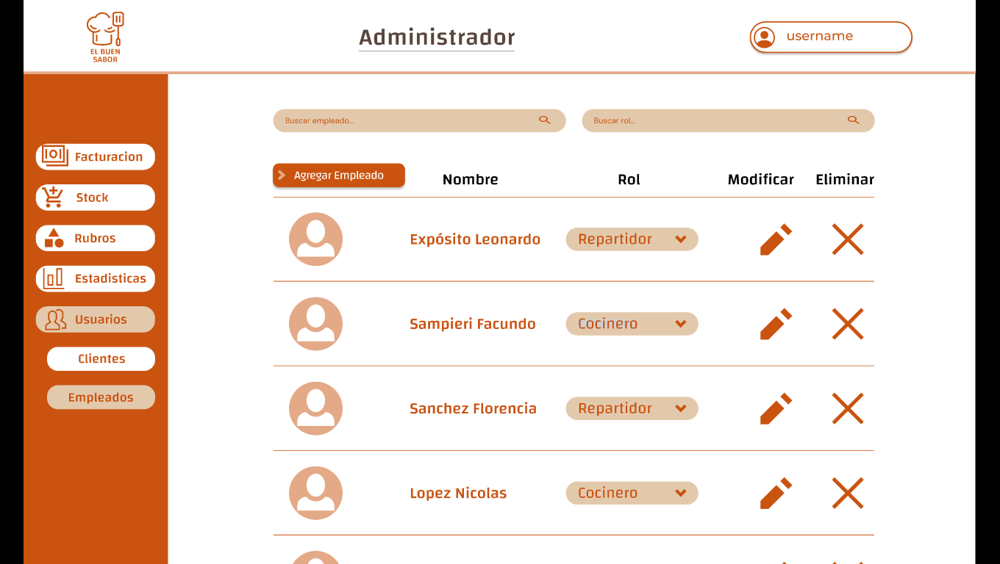 EL BUEN
SABOR
Administrador
username
Facturacion
Stock
Rubros
Estadisticas
Usuarios
Clientes
Empleados
Buscar empleado...
Buscar rol...
Agregar Empleado
Nombre
Rol
Modificar
Eliminar
Expósito Leonardo
Repartidor
Sampieri Facundo
Cocinero
Sanchez Florencia
Repartidor
Lopez Nicolas
Cocinero